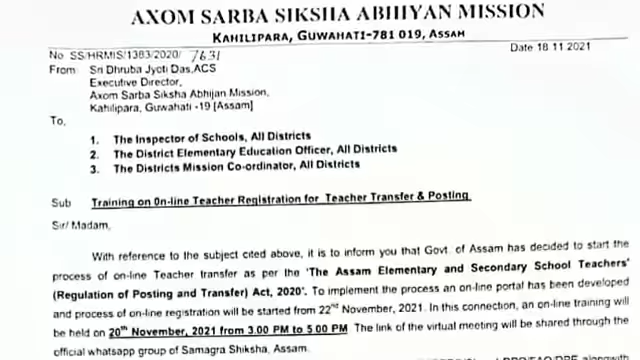 AXOM SARBA SIKSHA ABHIYAN MISSION
KAHILIPARA, GUWAHATI-781 019, ASSAM
No SS/HRMIS/1383/2020/ 7631 Date 18.11.2021
From Sri Dhruba Jyoti Das,ACS
Executive Director,
Axom Sarba Siksha Abhijan Mission,
Kahilipara, Guwahati -19 [Assam]
To,
1. The Inspector of Schools, All Districts
2. The District Elementary Education Officer, All Districts
3. The Districts Mission Co-ordinator, All Districts
Sub Training on 0n-line Teacher Registration for Teacher Transfer & Posting
Sir/ Madam,
With reference to the subject cited above, it is to inform you that Govt. of Assam has decided to start the
process of on-line Teacher transfer as per the 'The Assam Elementary and Secondary School Teachers'
(Regulation of Posting and Transfer) Act, 2020'. To implement the process an on-line portal has been developed
and process of on-line registration will be started from 22nd November, 2021. In this connection, an on-line training will
be held on 20th November, 2021 from 3.00 PM to 5.00 PM The link of the virtual meeting will be shared through the
official whatsapp group of Samagra Shiksha, Assam.
alongwith